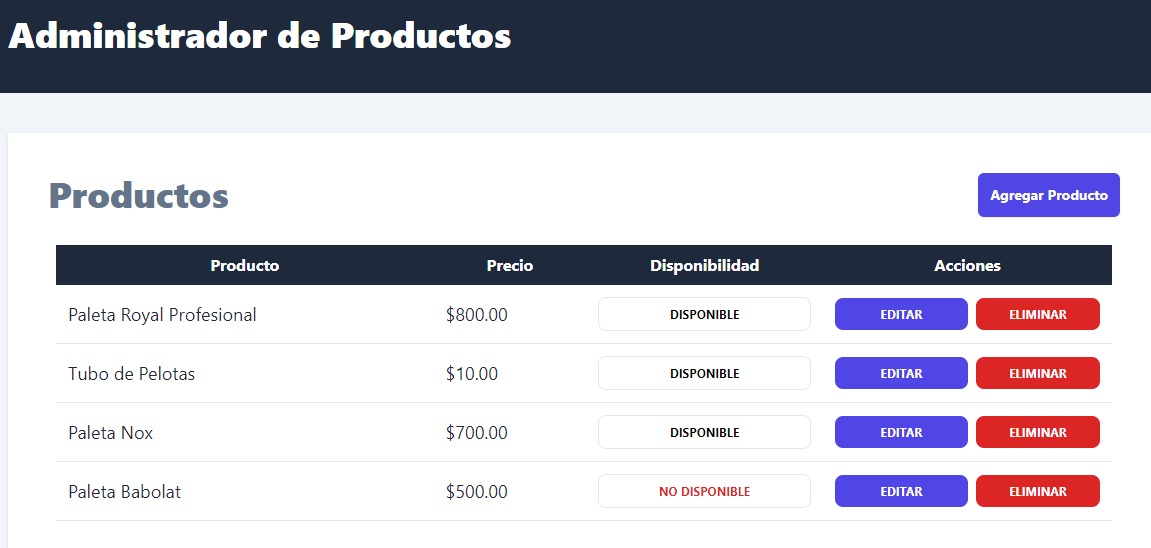 Administrador de Productos
Productos
Agregar Producto
Producto Precio Disponibilidad Acciones
Paleta Royal Profesional $800.00 DISPONIBLE EDITAR ELIMINAR
Tubo de Pelotas $10.00 DISPONIBLE EDITAR ELIMINAR
Paleta Nox $700.00 DISPONIBLE EDITAR ELIMINAR
Paleta Babolat $500.00 NO DISPONIBLE EDITAR ELIMINAR